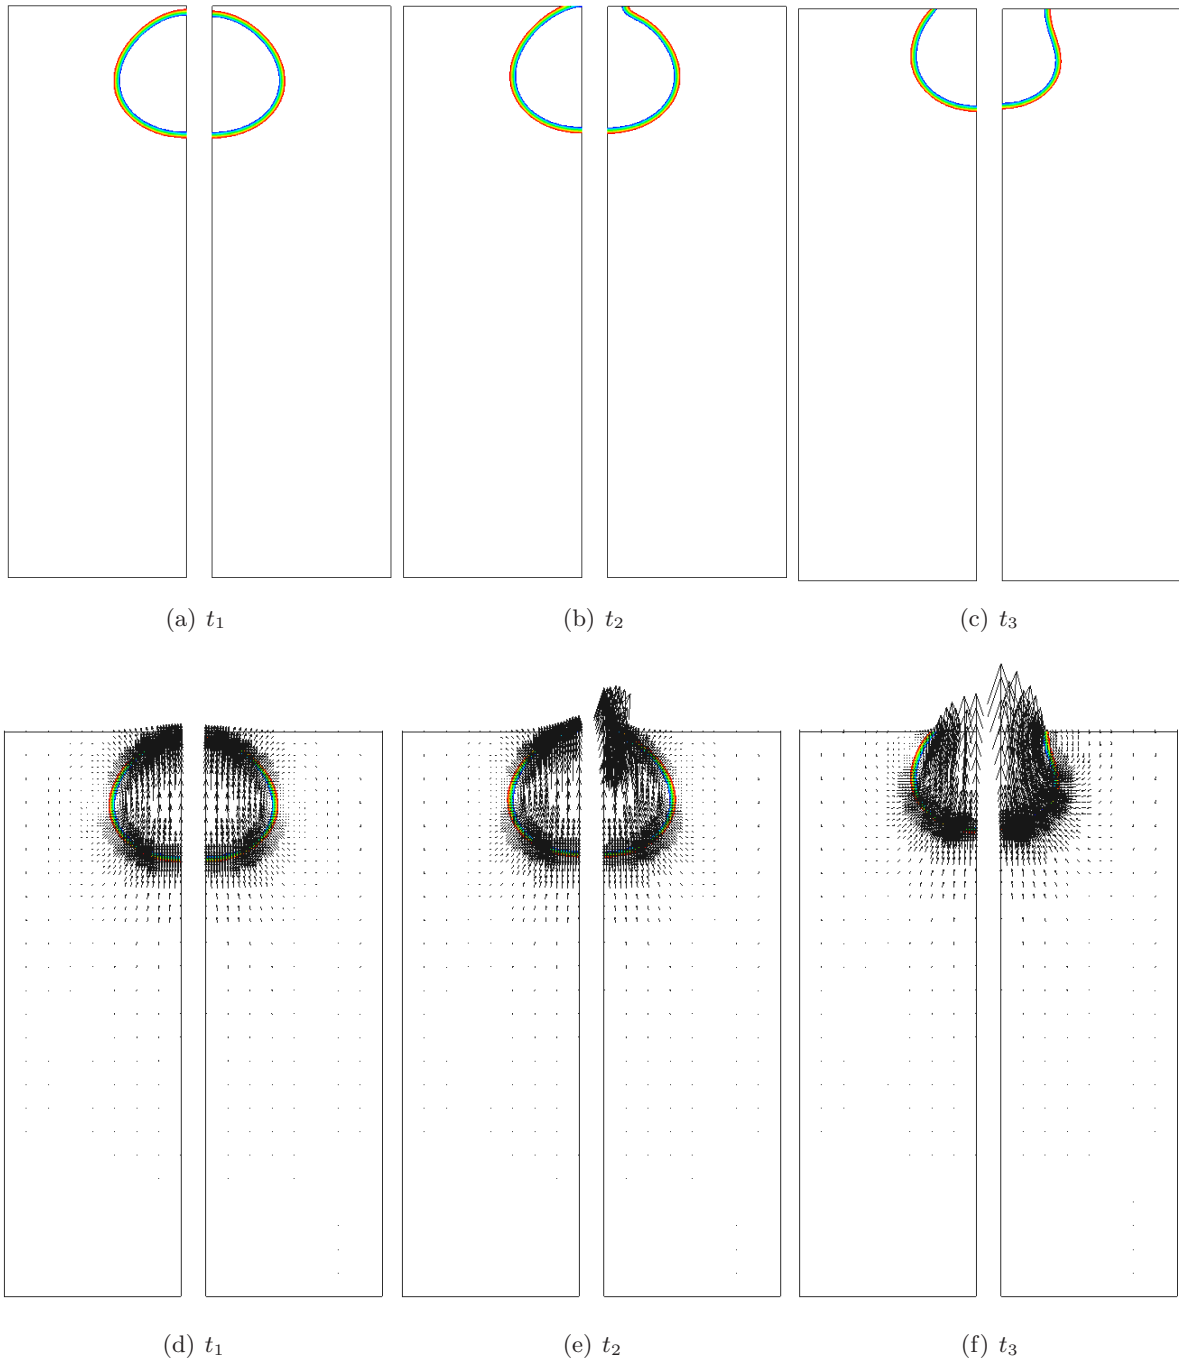 (a) t₁ (b) t₂ (c) t₃
(d) t₁ (e) t₂ (f) t₃